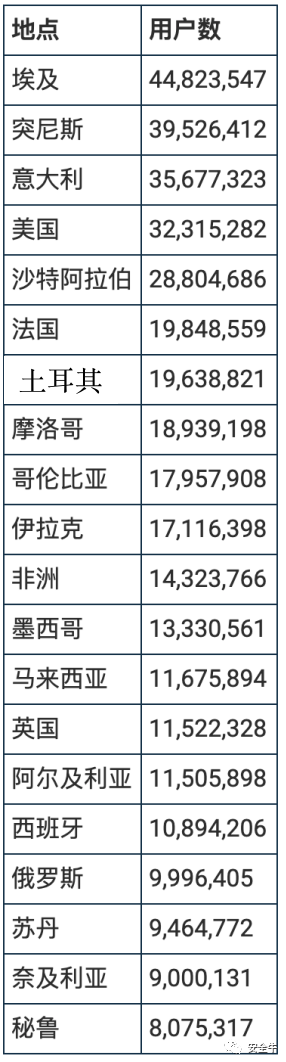 地点 用户数
埃及 44,823,547
突尼斯 39,526,412
意大利 35,677,323
美国 32,315,282
沙特阿拉伯 28,804,686
法国 19,848,559
土耳其 19,638,821
摩洛哥 18,939,198
哥伦比亚 17,957,908
伊拉克 17,116,398
非洲 14,323,766
墨西哥 13,330,561
马来西亚 11,675,894
英国 11,522,328
阿尔及利亚 11,505,898
西班牙 10,894,206
俄罗斯 9,996,405
苏丹 9,464,772
奈及利亚 9,000,131
秘鲁 8,075,317
安全牛